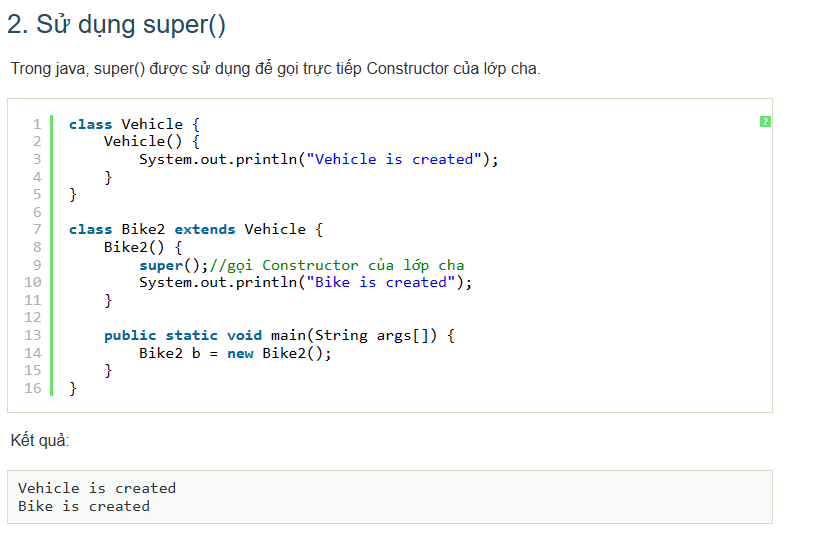 2. Sử dụng super()
Trong java, super() được sử dụng để gọi trực tiếp Constructor của lớp cha.
?
1 class Vehicle {
2     Vehicle() {
3         System.out.println("Vehicle is created");
4     }
5 }
6
7 class Bike2 extends Vehicle {
8     Bike2() {
9         super();//gọi Constructor của lớp cha
10         System.out.println("Bike is created");
11     }
12
13     public static void main(String args[]) {
14         Bike2 b = new Bike2();
15     }
16 }
Kết quả:
Vehicle is created
Bike is created